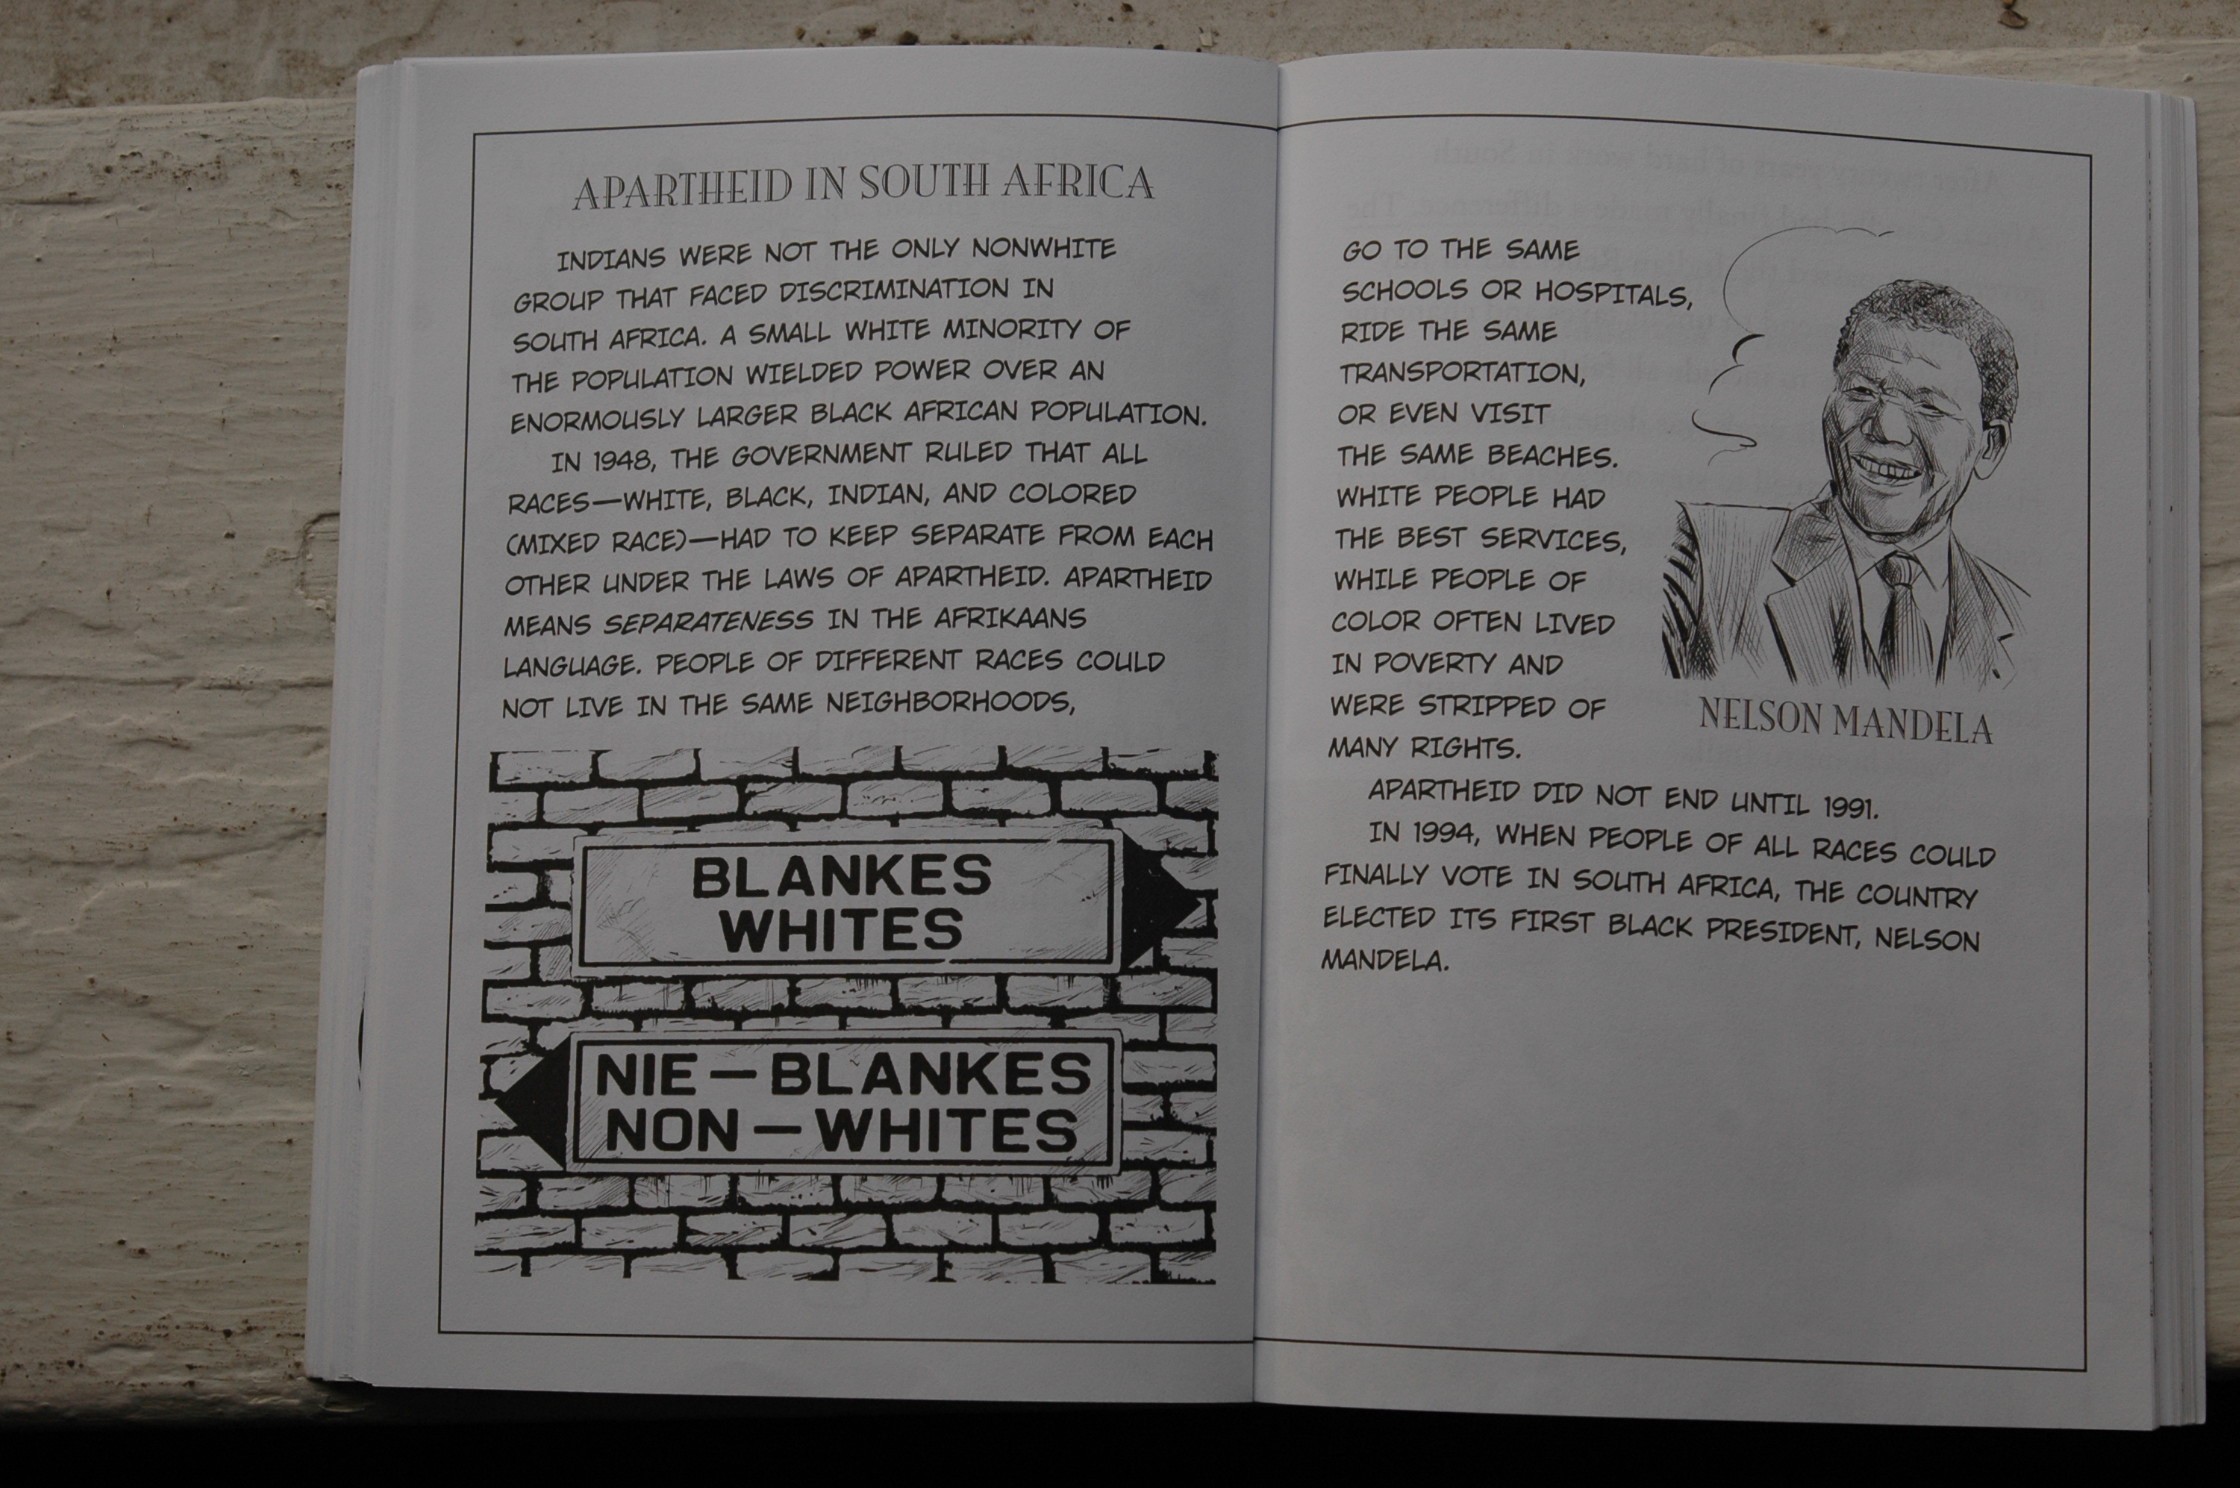 APARTHEID IN SOUTH AFRICA
INDIANS WERE NOT THE ONLY NONWHITE
GROUP THAT FACED DISCRIMINATION IN
SOUTH AFRICA. A SMALL WHITE MINORITY OF
THE POPULATION WIELDED POWER OVER AN
ENORMOUSLY LARGER BLACK AFRICAN POPULATION.
IN 1948, THE GOVERNMENT RULED THAT ALL
RACES—WHITE, BLACK, INDIAN, AND COLORED
(MIXED RACE)—HAD TO KEEP SEPARATE FROM EACH
OTHER UNDER THE LAWS OF APARTHEID. APARTHEID
MEANS SEPARATENESS IN THE AFRIKAANS
LANGUAGE. PEOPLE OF DIFFERENT RACES COULD
NOT LIVE IN THE SAME NEIGHBORHOODS,
BLANKES
WHITES
NIE—BLANKES
NON—WHITES
GO TO THE SAME
SCHOOLS OR HOSPITALS,
RIDE THE SAME
TRANSPORTATION,
OR EVEN VISIT
THE SAME BEACHES.
WHITE PEOPLE HAD
THE BEST SERVICES,
WHILE PEOPLE OF
COLOR OFTEN LIVED
IN POVERTY AND
WERE STRIPPED OF
MANY RIGHTS.
NELSON MANDELA
APARTHEID DID NOT END UNTIL 1991.
IN 1994, WHEN PEOPLE OF ALL RACES COULD
FINALLY VOTE IN SOUTH AFRICA, THE COUNTRY
ELECTED ITS FIRST BLACK PRESIDENT, NELSON
MANDELA.